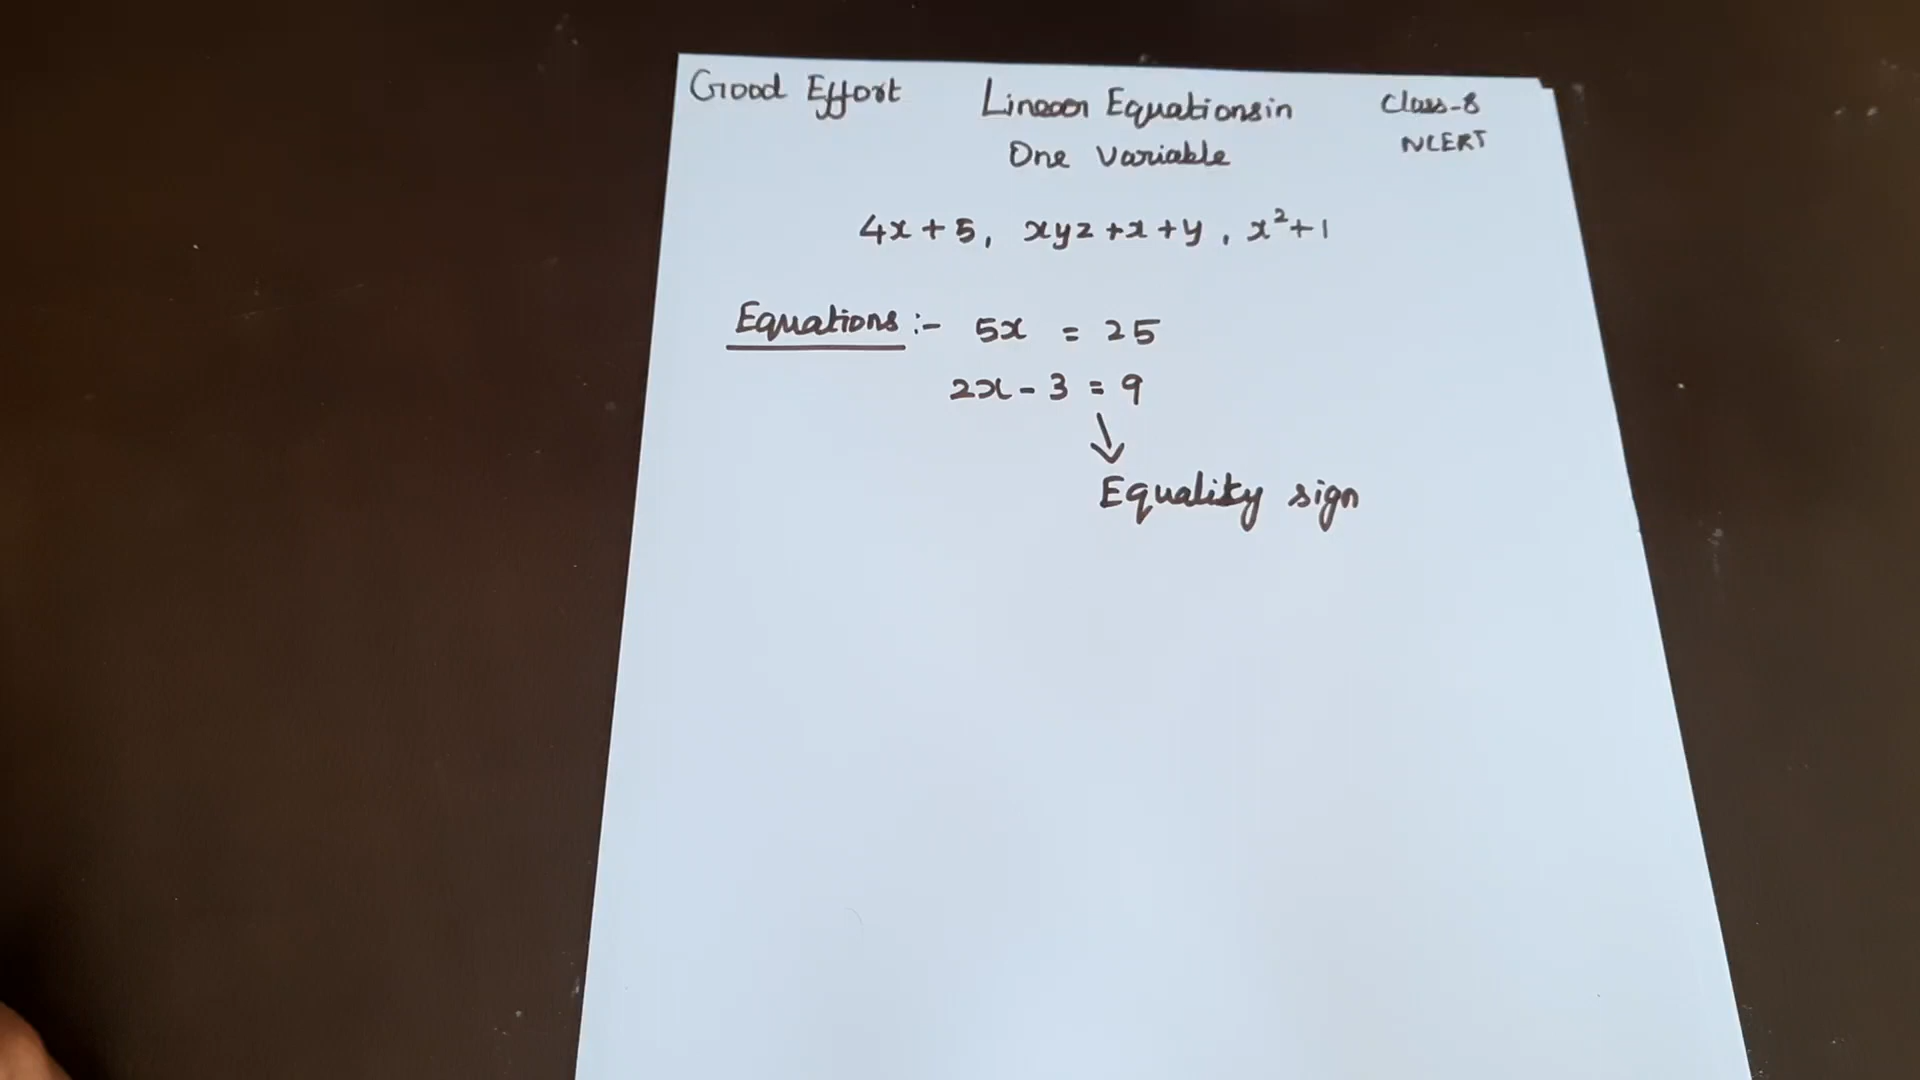 Good Effort
Linear Equations in
One Variable
Class-8
NCERT
4x + 5, xyz + x + y, x² + 1
Equations :- 5x = 25
2x - 3 = 9
↓
Equality sign